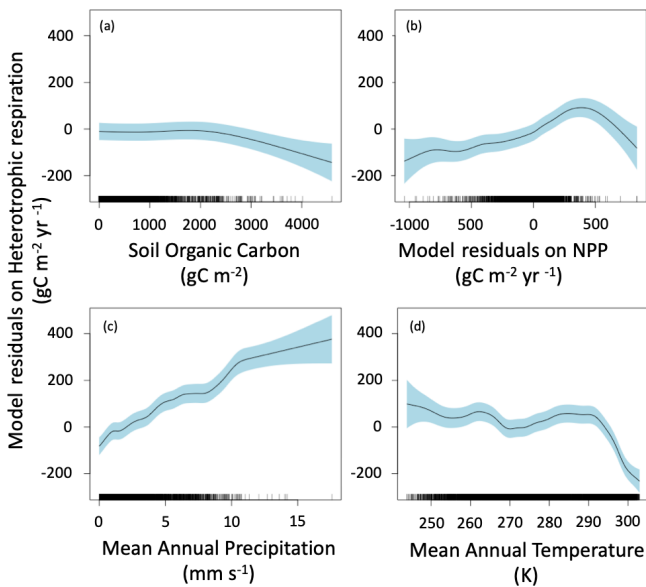 Model residuals on Heterotrophic respiration
(gC m⁻² yr ⁻¹)
(a)
400
200
0
-200
0 1000 2000 3000 4000
Soil Organic Carbon
(gC m⁻²)
(b)
400
200
0
-200
-1000 -500 0 500
Model residuals on NPP
(gC m⁻² yr ⁻¹)
(c)
400
200
0
-200
0 5 10 15
Mean Annual Precipitation
(mm s⁻¹)
(d)
400
200
0
-200
250 260 270 280 290 300
Mean Annual Temperature
(K)